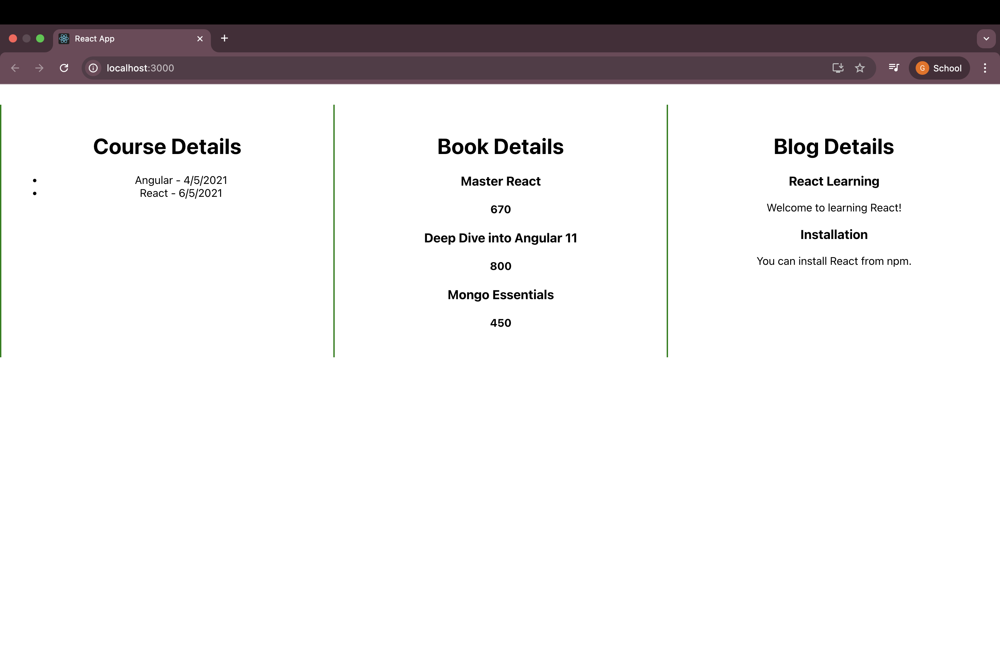 React App
localhost:3000
G School
Course Details
• Angular - 4/5/2021
• React - 6/5/2021
Book Details
Master React
670
Deep Dive into Angular 11
800
Mongo Essentials
450
Blog Details
React Learning
Welcome to learning React!
Installation
You can install React from npm.